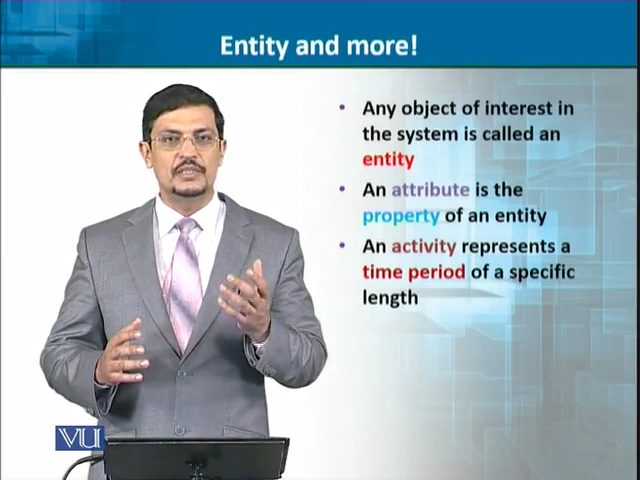 Entity and more!
Any object of interest in
the system is called an
entity
An attribute is the
property of an entity
An activity represents a
time period of a specific
length
VU